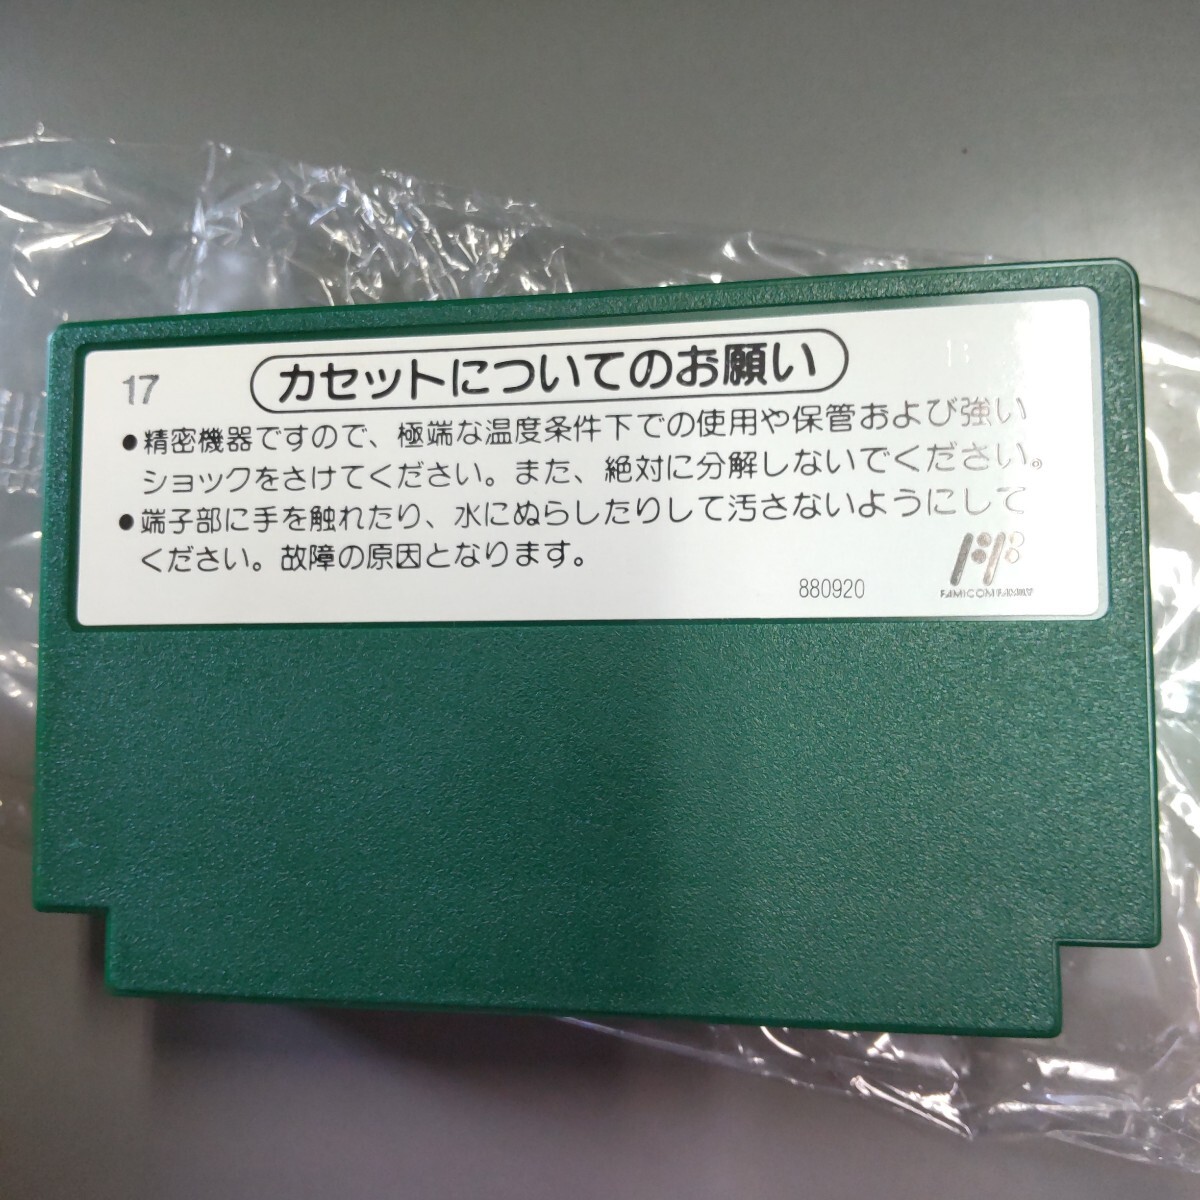 17
カセットについてのお願い
●精密機器ですので、極端な温度条件下での使用や保管および強い
ショックをさけてください。また、絶対に分解しないでください。
●端子部に手を触れたり、水にぬらしたりして汚さないようにして
ください。故障の原因となります。
880920
FAMICOM FAMILY